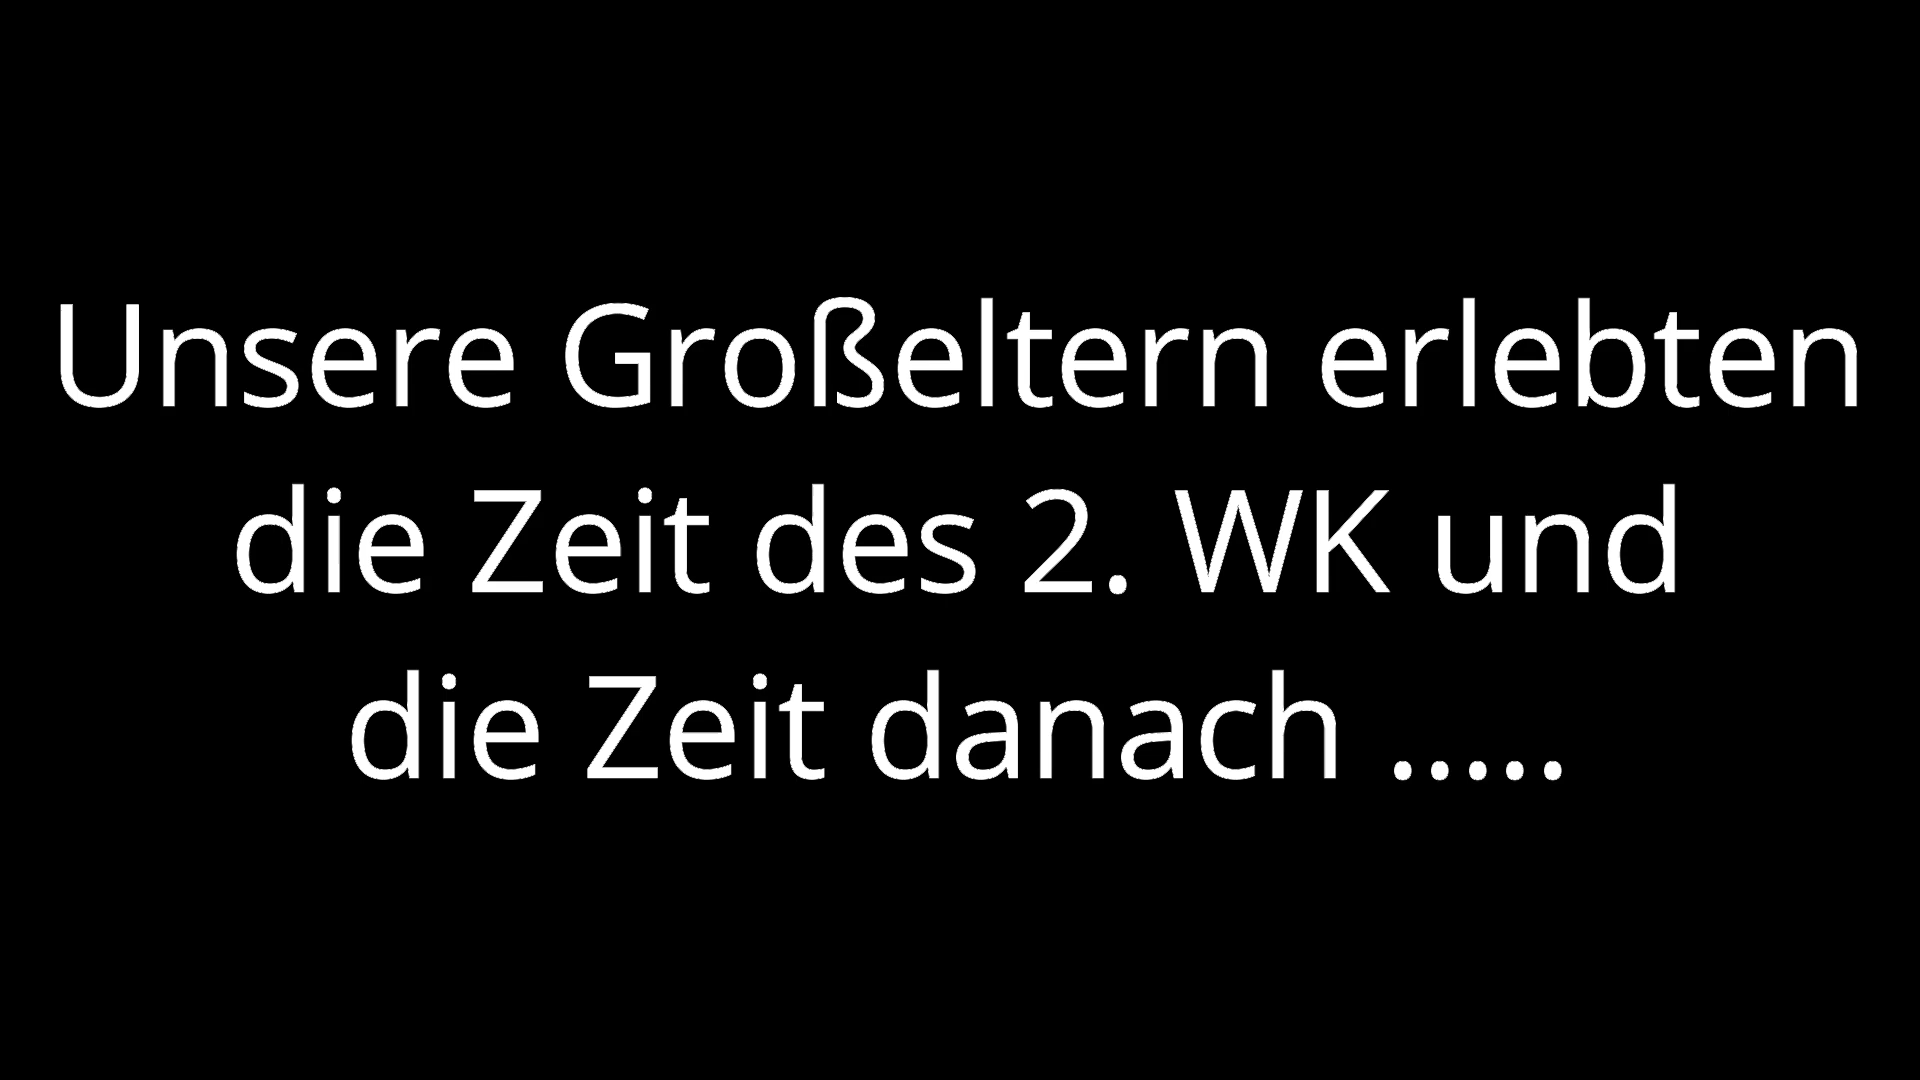 Unsere Großeltern erlebten
die Zeit des 2. WK und
die Zeit danach .....